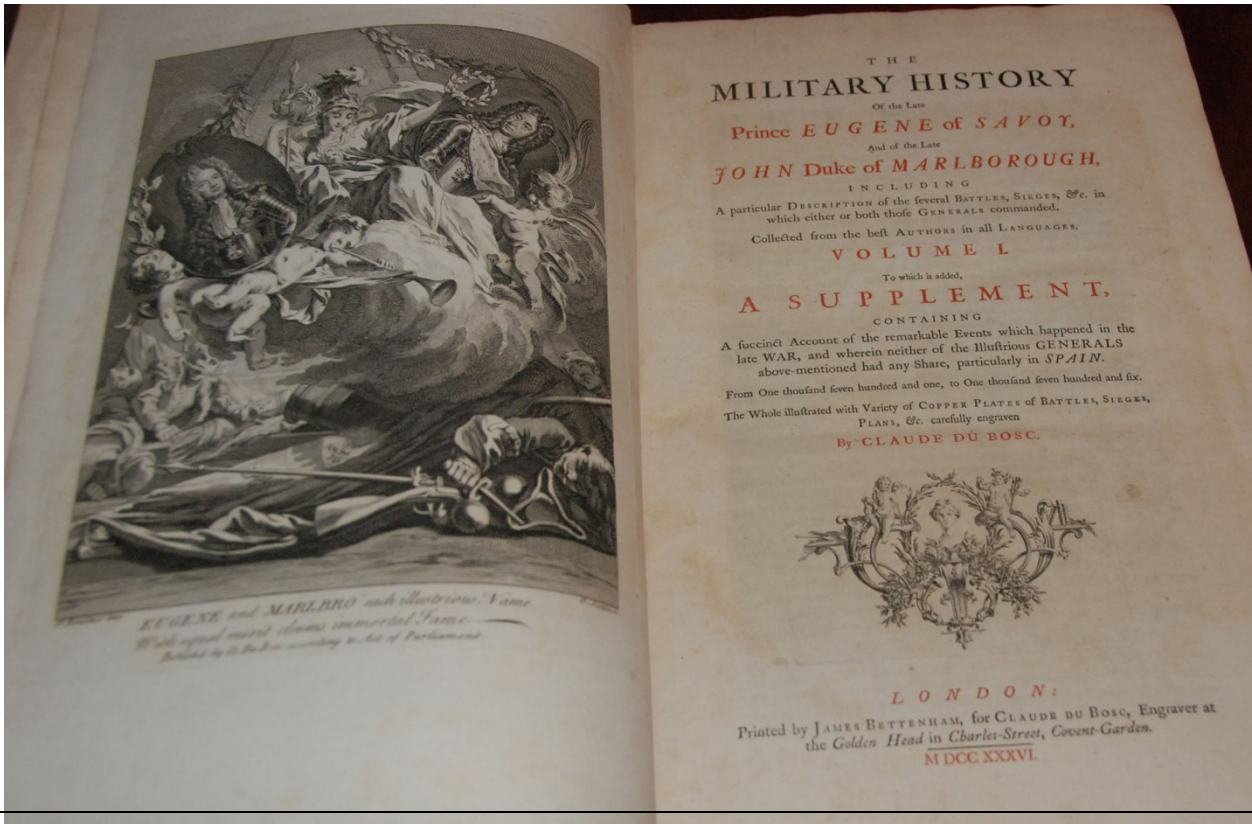 EUGENE and MARLBRO' each illustrious Name
With equal merit claims immortal Fame.
Publish'd by Du Bosc according to Act of Parliament.
THE
MILITARY HISTORY
Of the Late
Prince EUGENE of SAVOY,
And of the Late
JOHN Duke of MARLBOROUGH,
INCLUDING
A particular DESCRIPTION of the ſeveral BATTLES, SIEGES, &c. in
which either or both thoſe GENERALS commanded.
Collected from the beſt AUTHORS in all LANGUAGES.
VOLUME I.
To which is added,
A SUPPLEMENT,
CONTAINING
A ſuccinct Account of the remarkable Events which happened in the
late WAR, and wherein neither of the Illuſtrious GENERALS
above-mentioned had any Share, particularly in SPAIN.
From One thouſand ſeven hundred and one, to One thouſand ſeven hundred and ſix.
The Whole illuſtrated with Variety of COPPER PLATES of BATTLES, SIEGES,
PLANS, &c. carefully engraven
By CLAUDE DU BOSC.
LONDON:
Printed by JAMES BETTENHAM, for CLAUDE DU BOSC, Engraver at
the Golden Head in Charles-Street, Covent-Garden.
M DCC XXXVI.